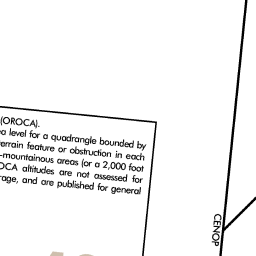 (OROCA).
a level for a quadrangle bounded by
errain feature or obstruction in each
-mountainous areas (or a 2,000 foot
OCA altitudes are not assessed for
rage, and are published for general
CENOP